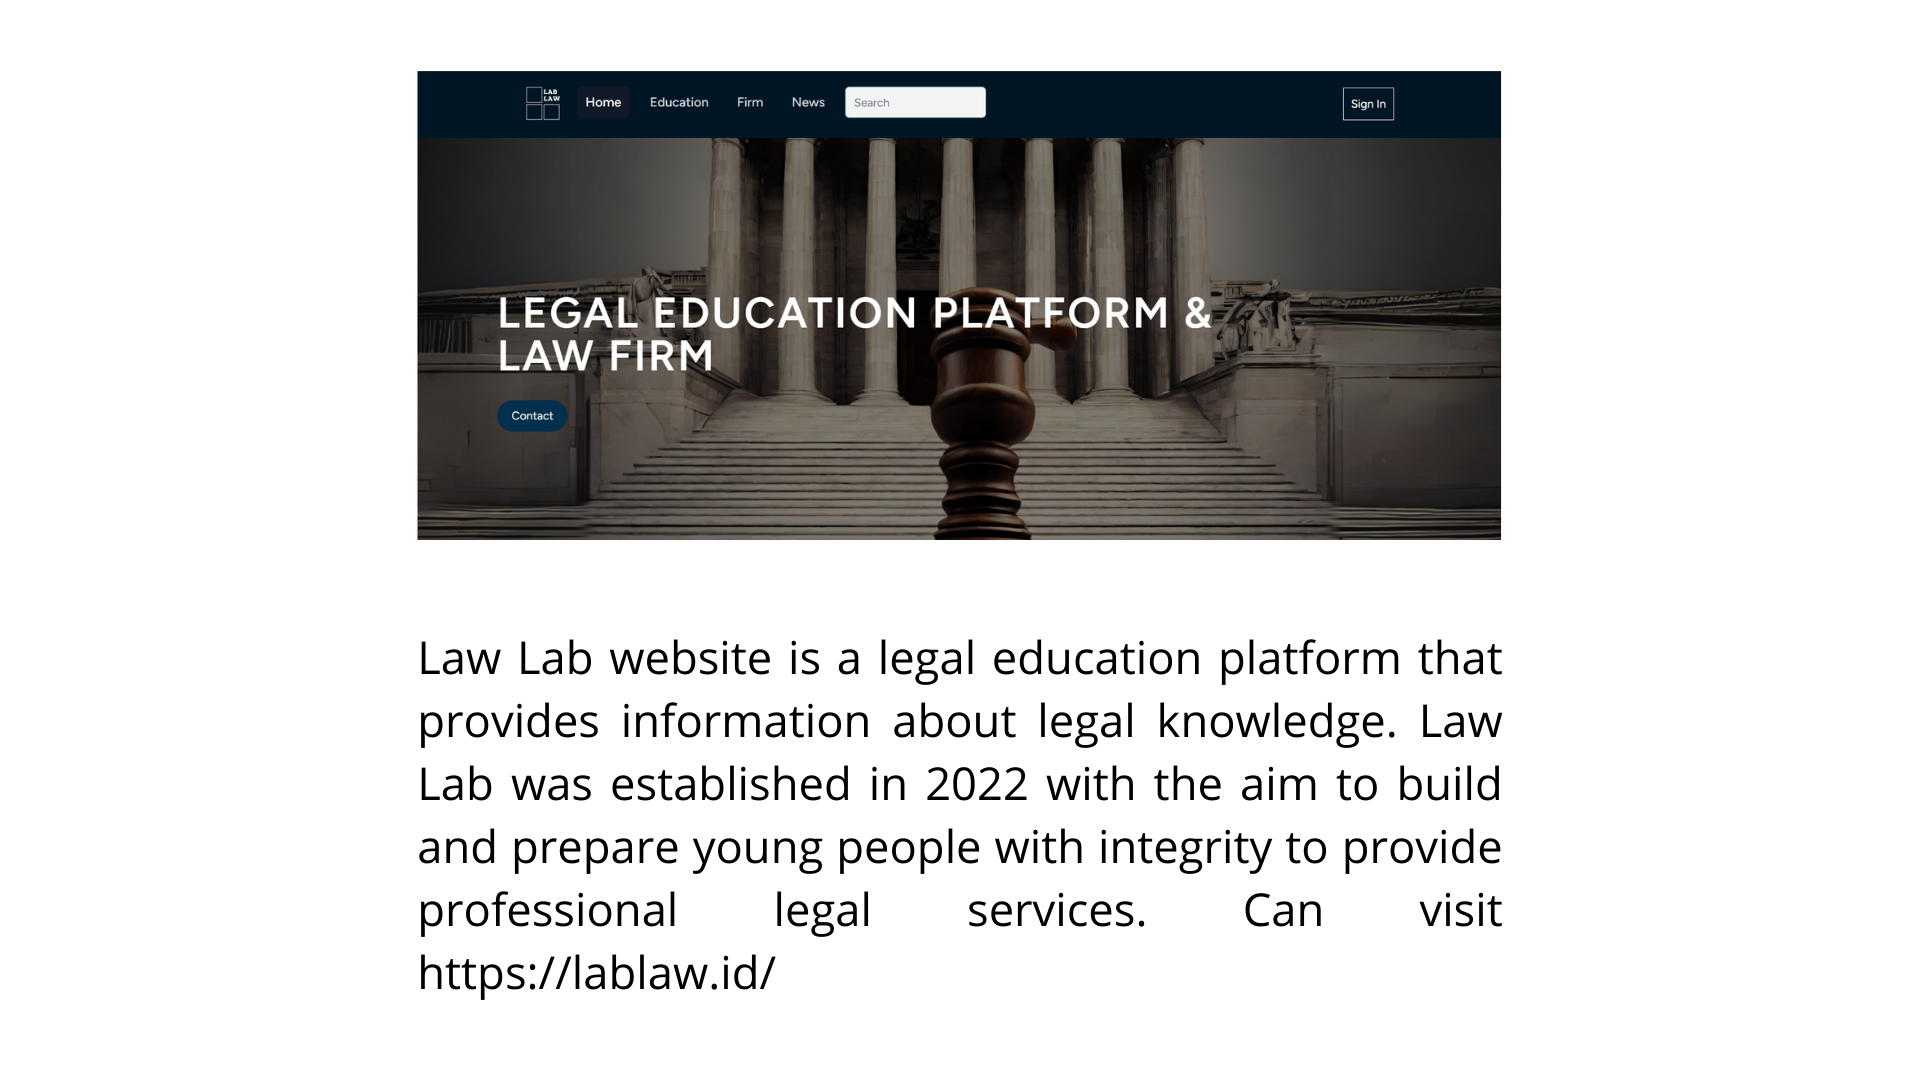 LAB
LAW
Home Education Firm News Search Sign In
LEGAL EDUCATION PLATFORM &
LAW FIRM
Contact
Law Lab website is a legal education platform that
provides information about legal knowledge. Law
Lab was established in 2022 with the aim to build
and prepare young people with integrity to provide
professional legal services. Can visit
https://lablaw.id/